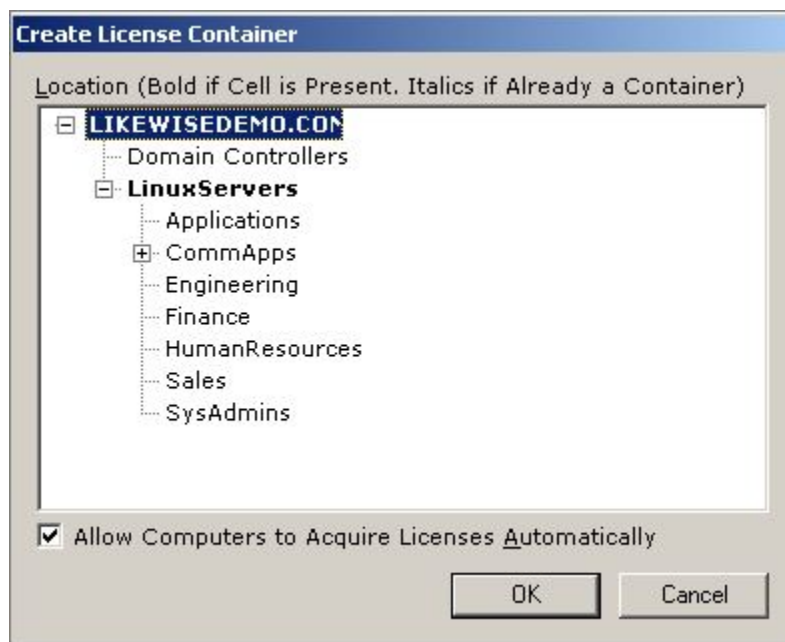 Create License Container
Location (Bold if Cell is Present. Italics if Already a Container)
LIKEWISEDEMO.COM
Domain Controllers
LinuxServers
Applications
CommApps
Engineering
Finance
HumanResources
Sales
SysAdmins
Allow Computers to Acquire Licenses Automatically
OK
Cancel